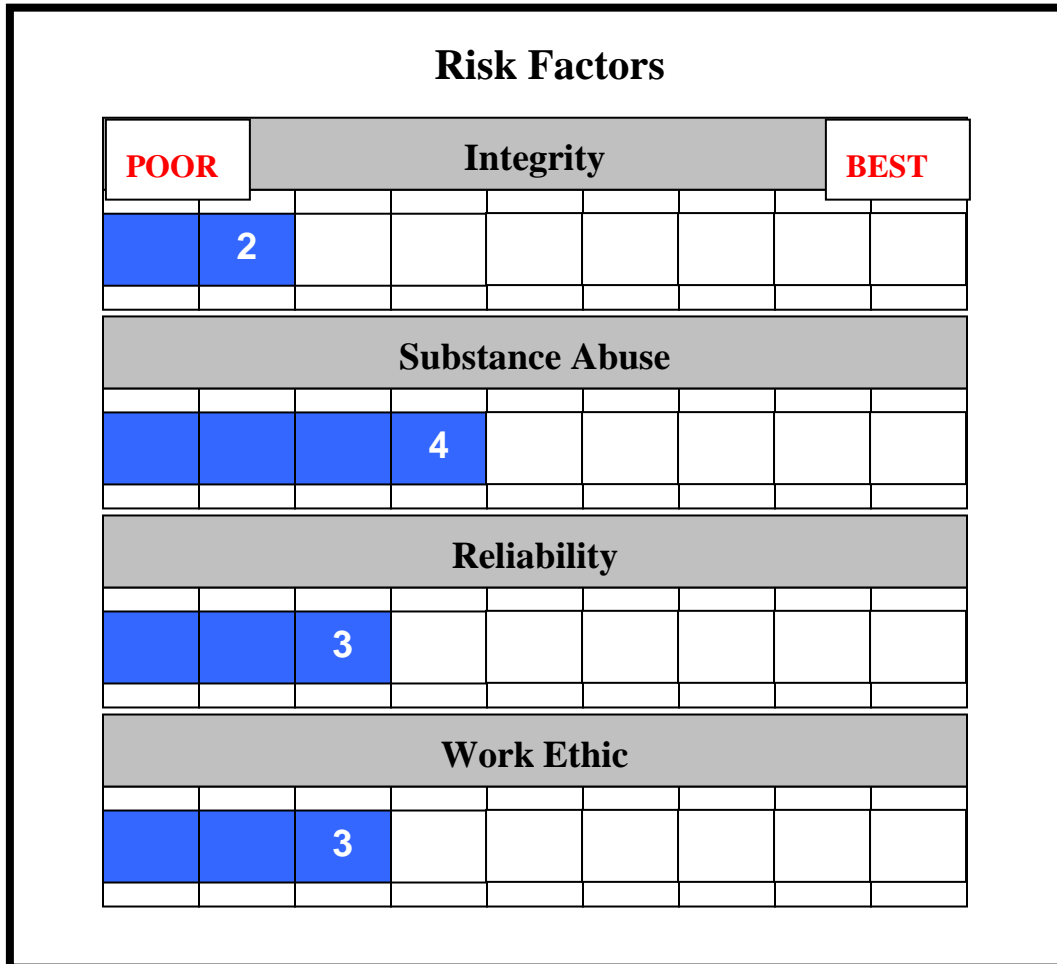 Risk Factors
POOR Integrity BEST
2
Substance Abuse
4
Reliability
3
Work Ethic
3